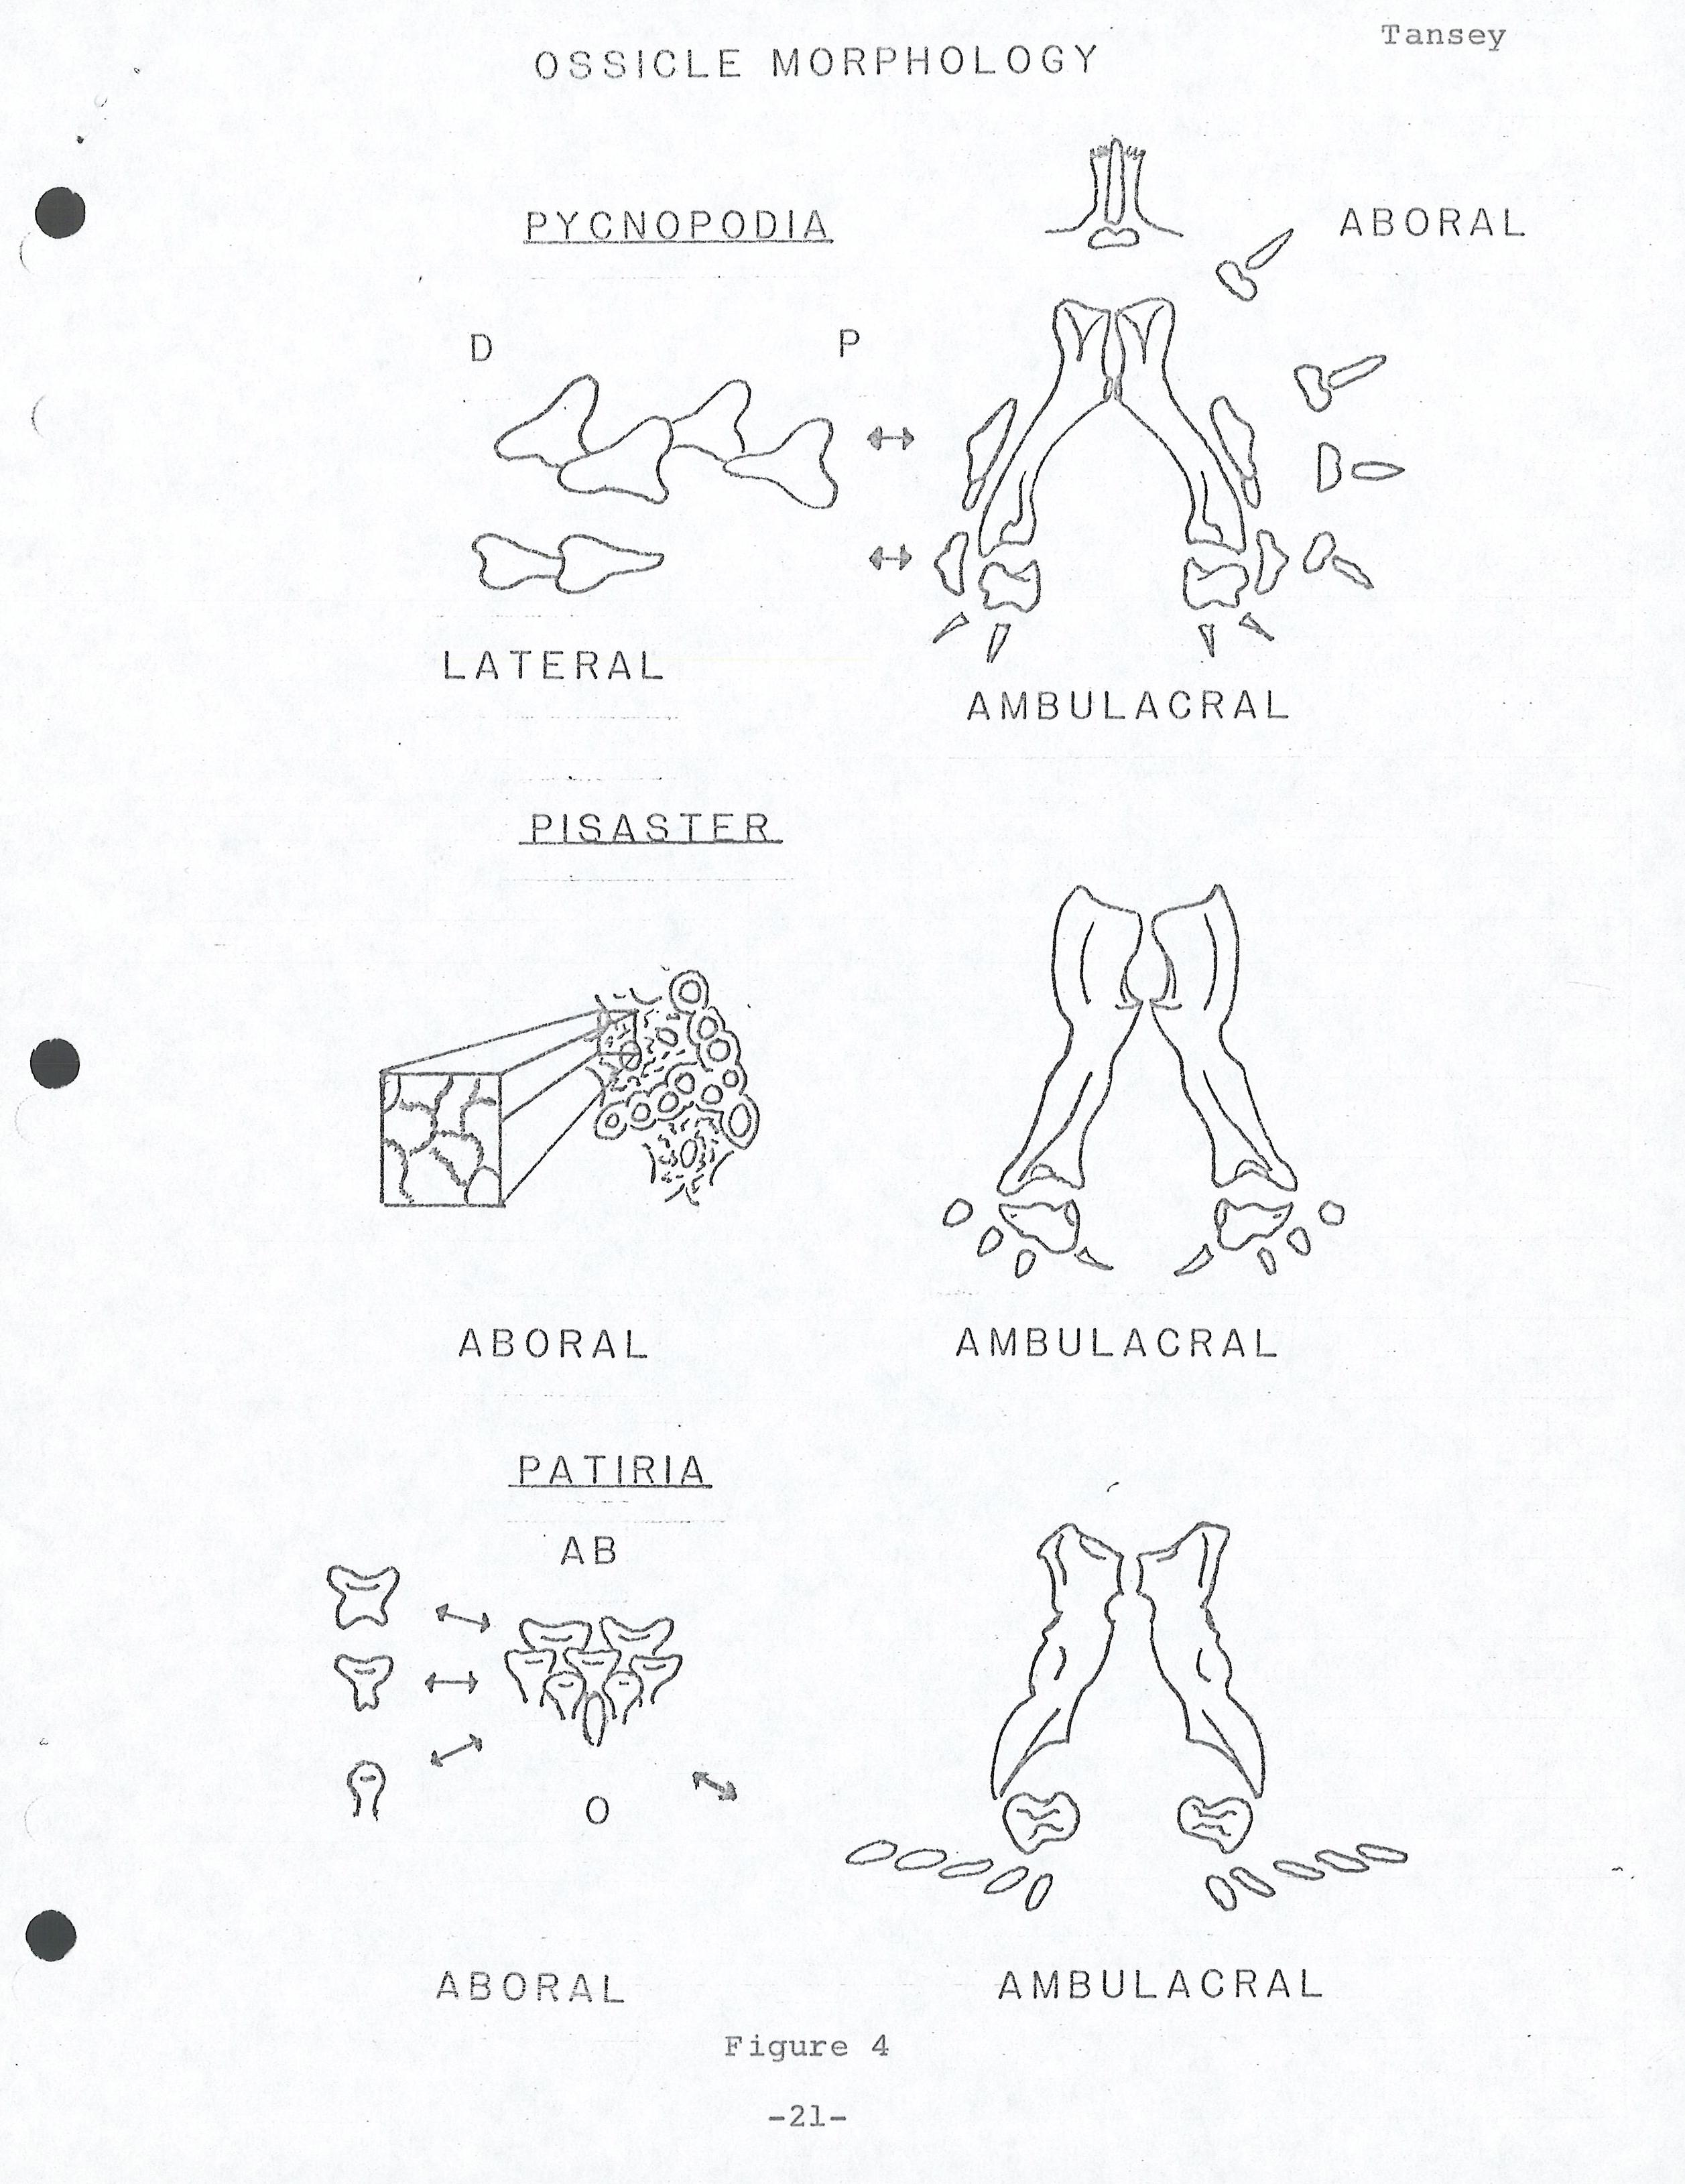 Tansey
OSSICLE MORPHOLOGY
PYCNOPODIA
ABORAL
D
P
LATERAL
AMBULACRAL
PISASTER
ABORAL
AMBULACRAL
PATIRIA
AB
O
ABORAL
AMBULACRAL
Figure 4
-21-